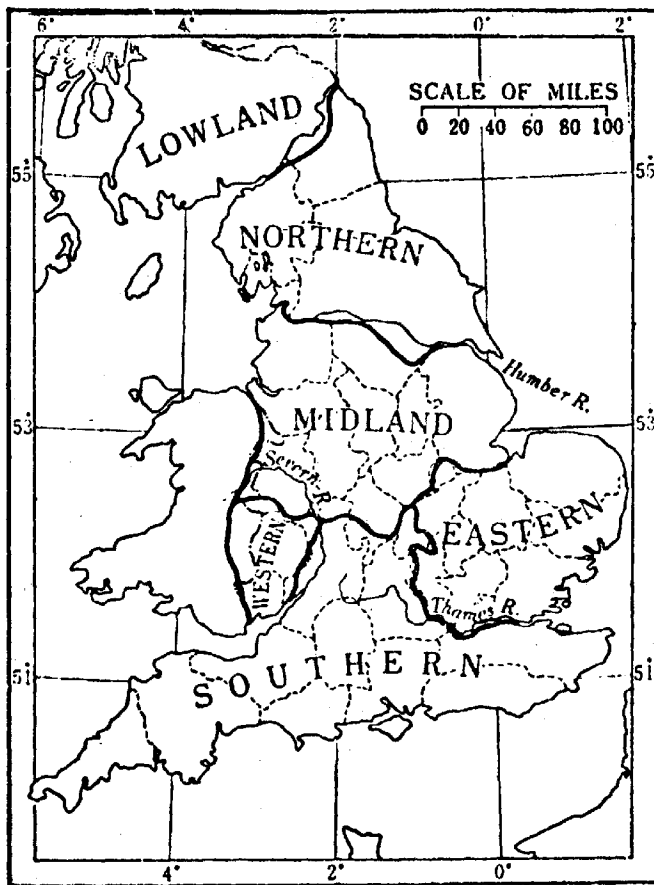 6° 4° 2° 0° 2°
SCALE OF MILES
0 20 40 60 80 100
LOWLAND
55° 55°
NORTHERN
Humber R.
53° 53°
MIDLAND
Severn R.
EASTERN
WESTERN
Thames R.
51° 51°
SOUTHERN
4° 2° 0°